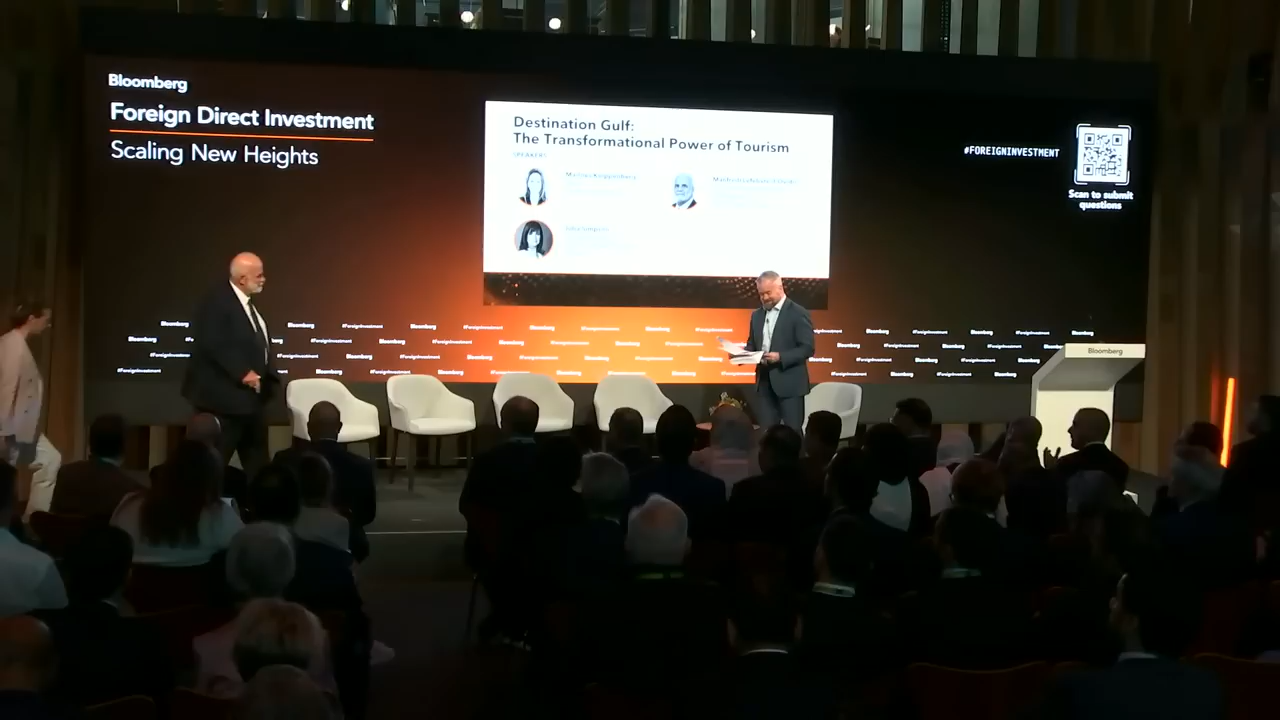 Bloomberg
Foreign Direct Investment
Scaling New Heights
Destination Gulf:
The Transformational Power of Tourism
SPEAKERS
#FOREIGNINVESTMENT
Scan to submit
questions
Bloomberg